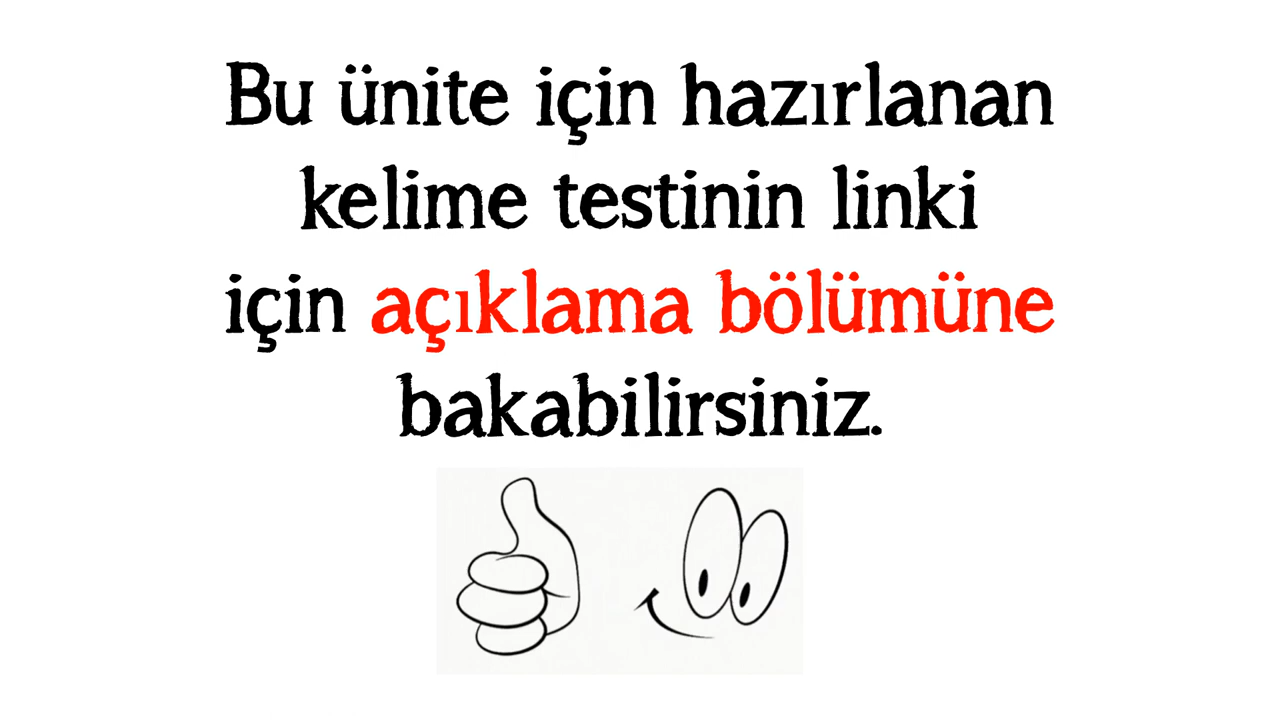 Bu ünite için hazırlanan
kelime testinin linki
için açıklama bölümüne
bakabilirsiniz.